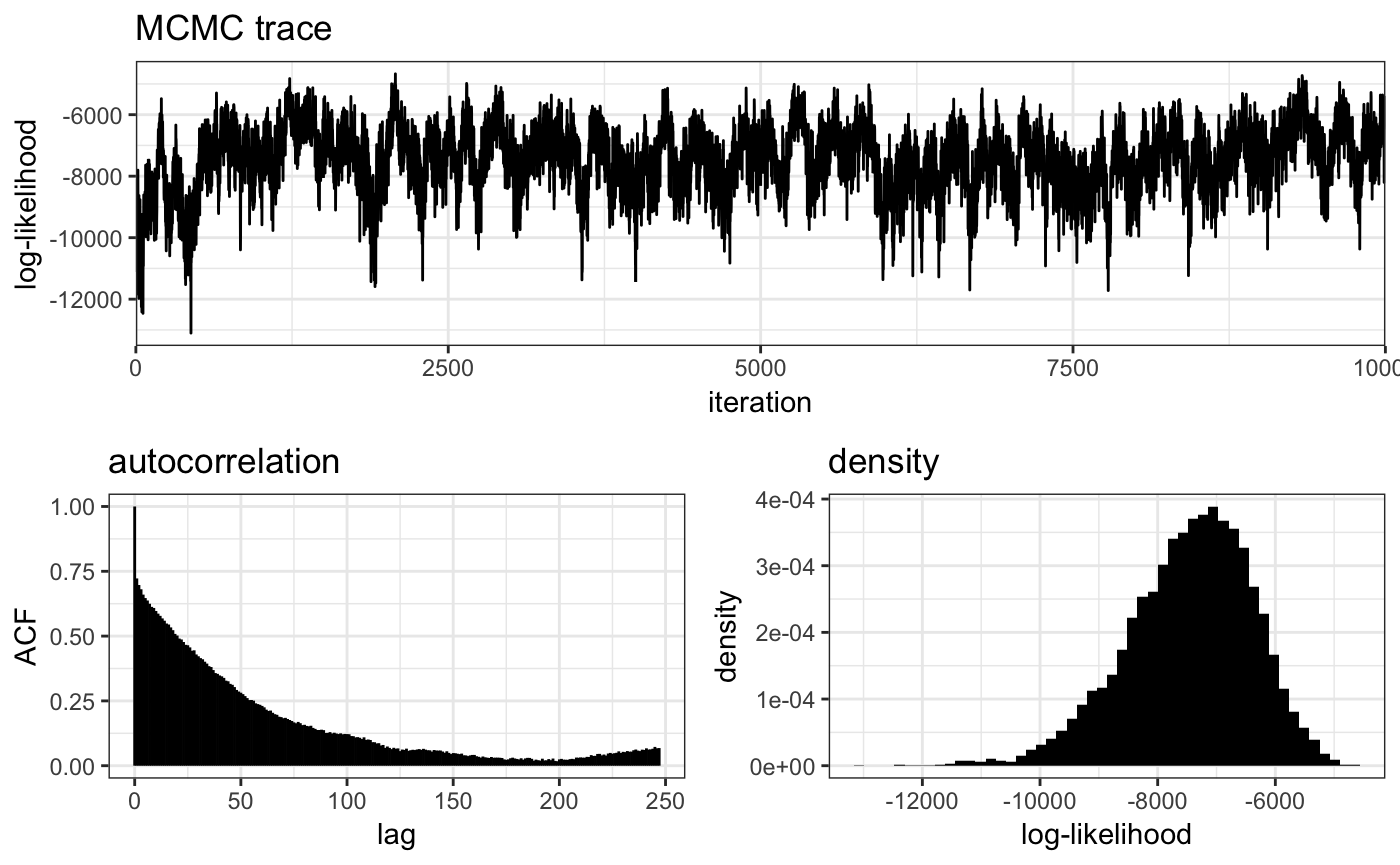 MCMC trace
log-likelihood
-6000
-8000
-10000
-12000
0 2500 5000 7500 1000
iteration
autocorrelation
ACF
1.00
0.75
0.50
0.25
0.00
0 50 100 150 200 250
lag
density
density
4e-04
3e-04
2e-04
1e-04
0e+00
-12000 -10000 -8000 -6000
log-likelihood